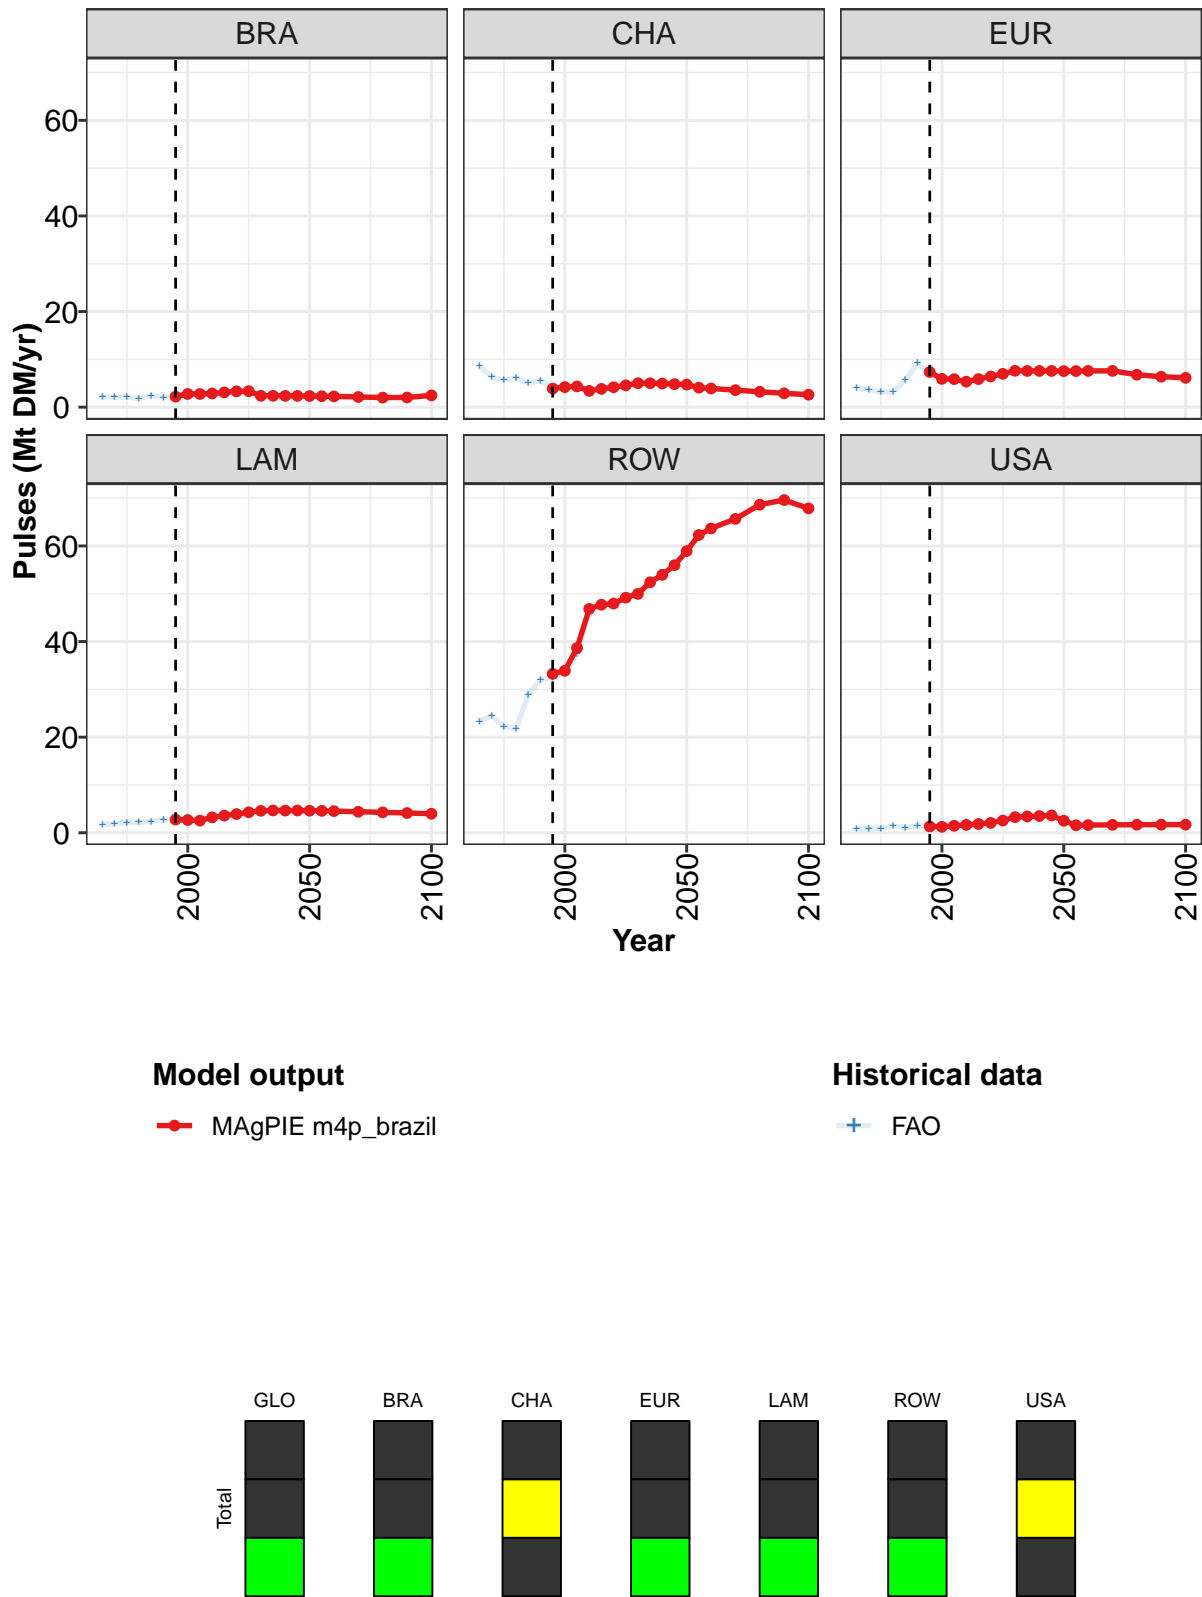 BRA CHA EUR
60
40
20
0
Pulses (Mt DM/yr)
LAM ROW USA
60
40
20
0
2000 2050 2100 2000 2050 2100 2000 2050 2100
Year
Model output Historical data
MAgPIE m4p_brazil FAO
GLO BRA CHA EUR LAM ROW USA
Total